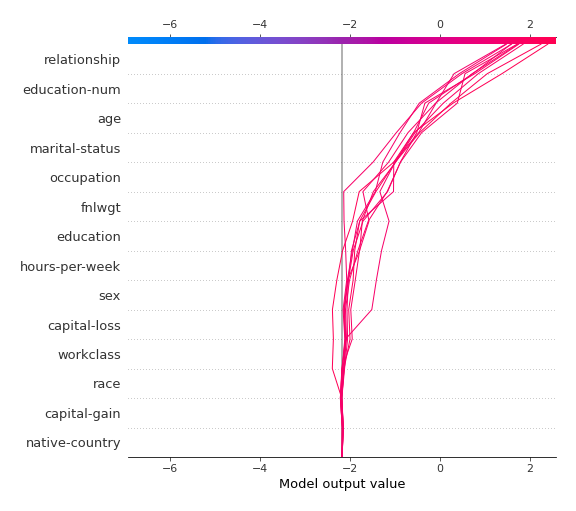 −6 −4 −2 0 2
relationship
education-num
age
marital-status
occupation
fnlwgt
education
hours-per-week
sex
capital-loss
workclass
race
capital-gain
native-country
−6 −4 −2 0 2
Model output value